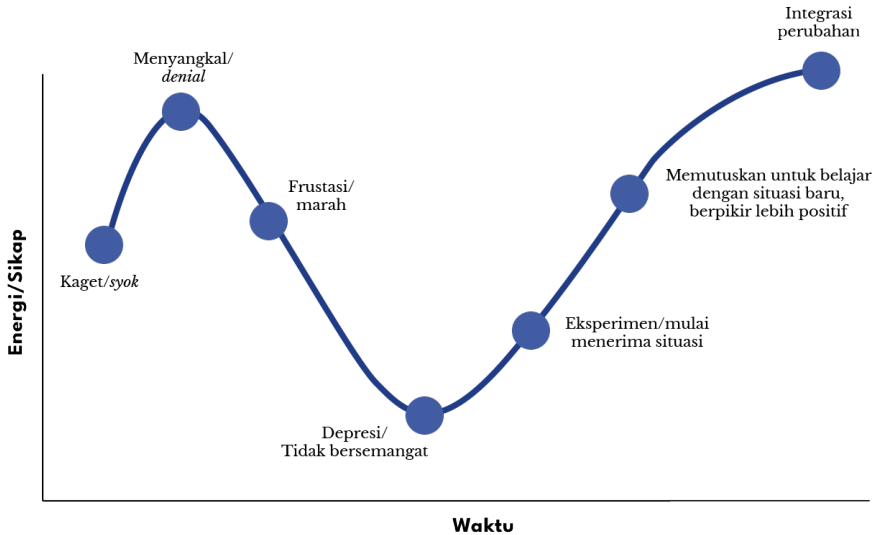 Integrasi
perubahan
Menyangkal/
denial
Frustasi/
marah
Memutuskan untuk belajar
dengan situasi baru,
berpikir lebih positif
Kaget/syok
Eksperimen/mulai
menerima situasi
Depresi/
Tidak bersemangat
Energi/Sikap
Waktu